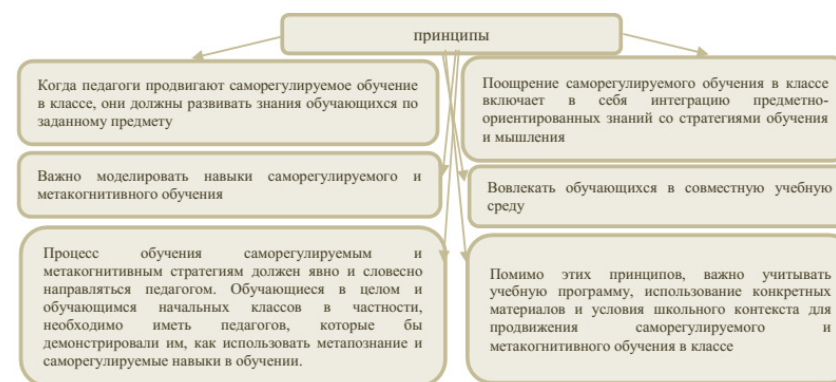 принципы
Когда педагоги продвигают саморегулируемое обучение
в классе, они должны развивать знания обучающихся по
заданному предмету
Поощрение саморегулируемого обучения в классе
включает в себя интеграцию предметно-
ориентированных знаний со стратегиями обучения
и мышления
Важно моделировать навыки саморегулируемого и
метакогнитивного обучения
Вовлекать обучающихся в совместную учебную
среду
Процесс обучения саморегулируемым и
метакогнитивным стратегиям должен явно и словесно
направляться педагогом. Обучающиеся в целом и
обучающимся начальных классов в частности,
необходимо иметь педагогов, которые бы
демонстрировали им, как использовать метапознание и
саморегулируемые навыки в обучении.
Помимо этих принципов, важно учитывать
учебную программу, использование конкретных
материалов и условия школьного контекста для
продвижения саморегулируемого и
метакогнитивного обучения в классе